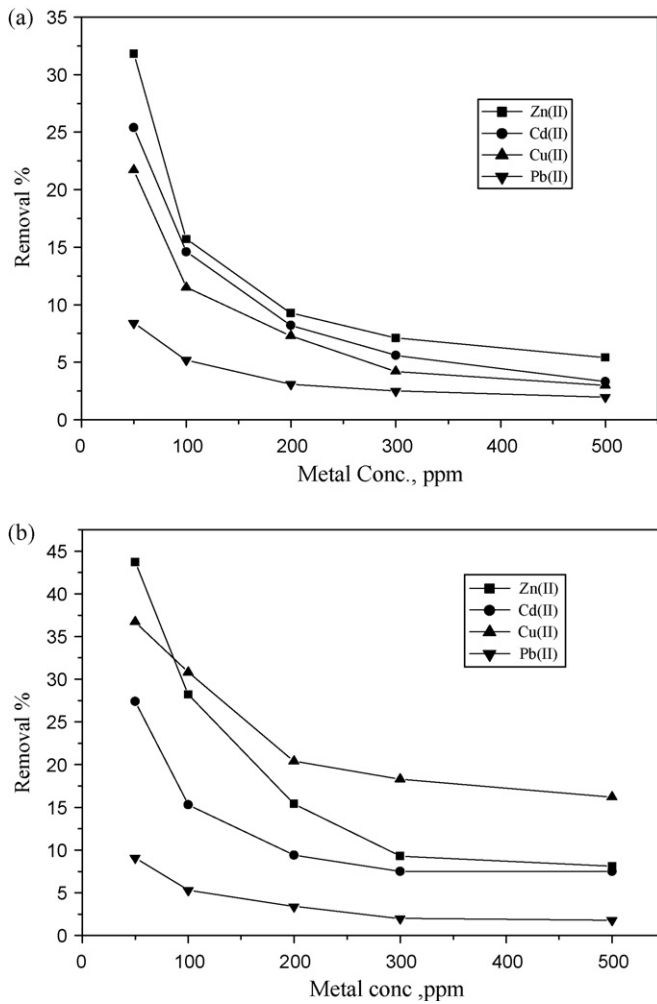 (a)
35
30
25
20
15
10
5
0
Removal %
Zn(II)
Cd(II)
Cu(II)
Pb(II)
0 100 200 300 400 500
Metal Conc., ppm
(b)
45
40
35
30
25
20
15
10
5
0
Removal %
Zn(II)
Cd(II)
Cu(II)
Pb(II)
0 100 200 300 400 500
Metal conc ,ppm